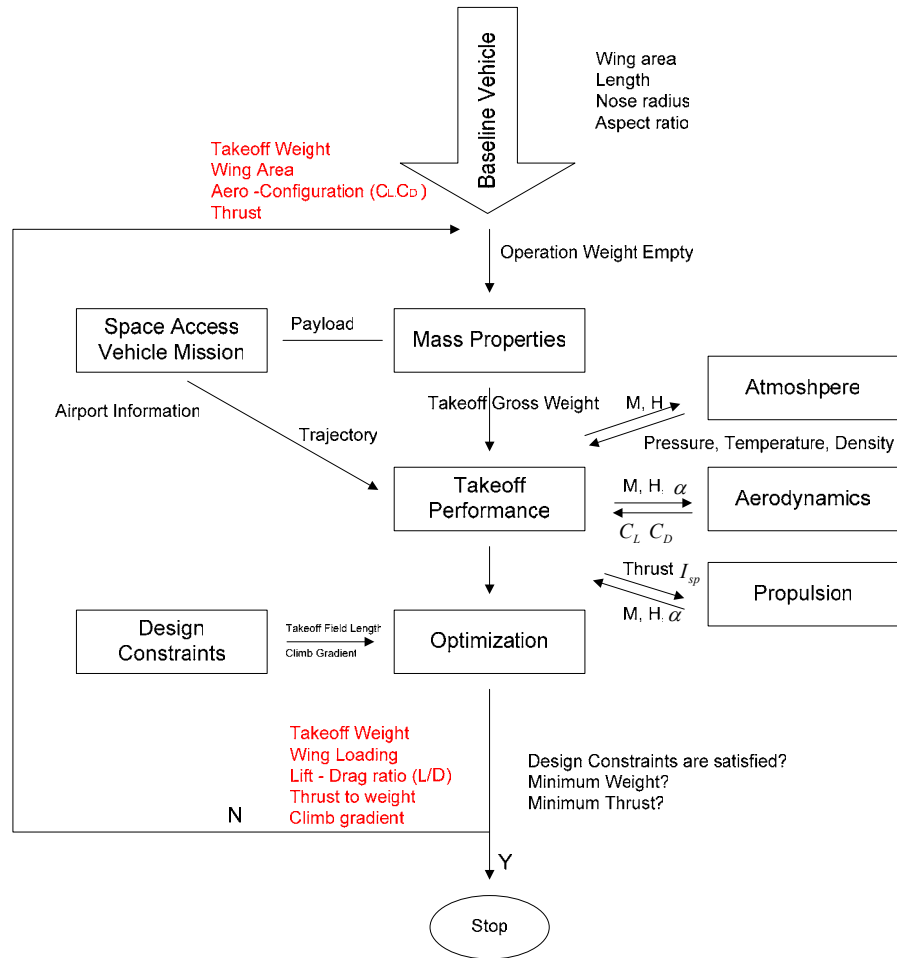 Baseline Vehicle
Wing area
Length
Nose radius
Aspect ratio
Takeoff Weight
Wing Area
Aero -Configuration (CL,CD)
Thrust
Operation Weight Empty
Space Access
Vehicle Mission
Payload
Mass Properties
Airport Information
Trajectory
Takeoff Gross Weight
M, H
Atmoshpere
Pressure, Temperature, Density
Takeoff
Performance
M, H, α
C_L C_D
Aerodynamics
Thrust I_sp
M, H, α
Propulsion
Design
Constraints
Takeoff Field Length
Climb Gradient
Optimization
Takeoff Weight
Wing Loading
Lift - Drag ratio (L/D)
Thrust to weight
Climb gradient
Design Constraints are satisfied?
Minimum Weight?
Minimum Thrust?
N
Y
Stop